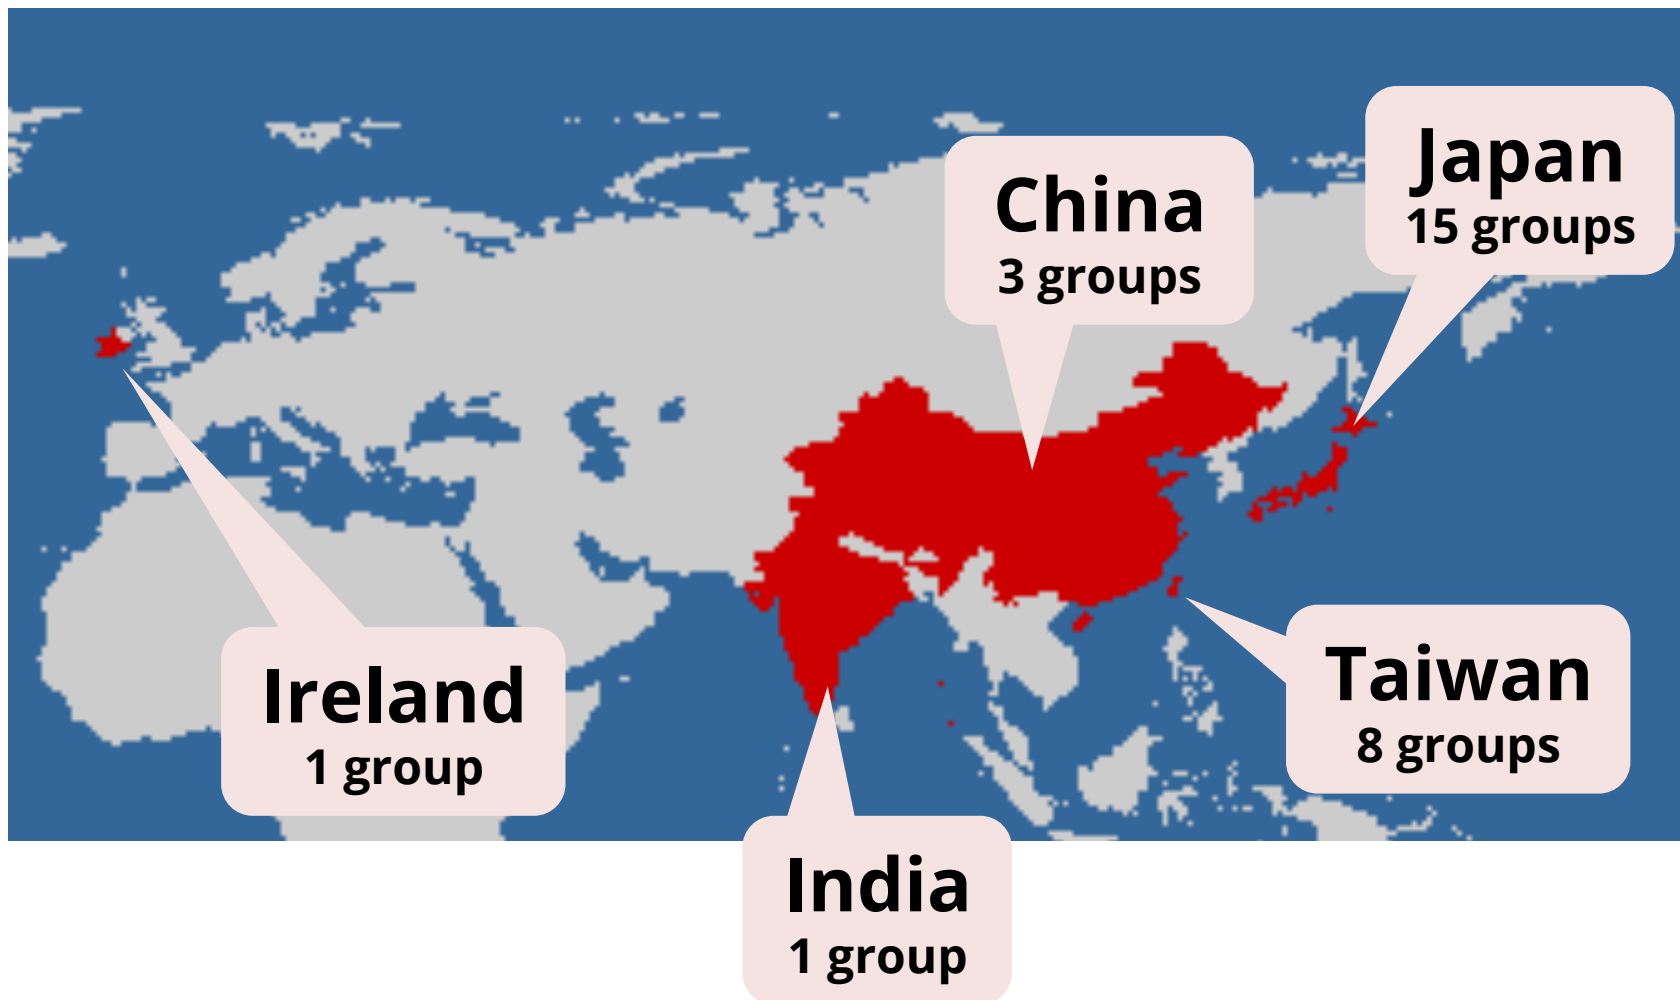 Japan
15 groups
China
3 groups
Ireland
1 group
Taiwan
8 groups
India
1 group